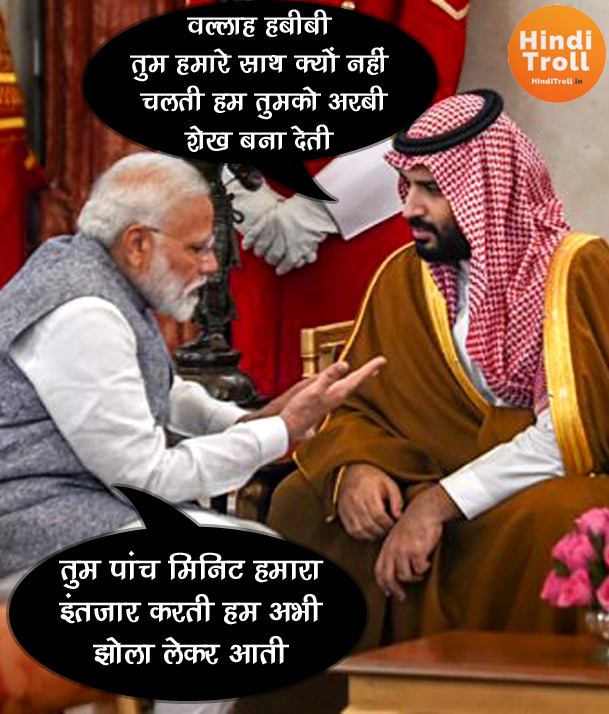 वल्लाह हबीबी
तुम हमारे साथ क्यों नहीं
चलती हम तुमको अरबी
शेख बना देती
Hindi
Troll
HindiTroll.in
तुम पांच मिनिट हमारा
इंतजार करती हम अभी
झोला लेकर आती